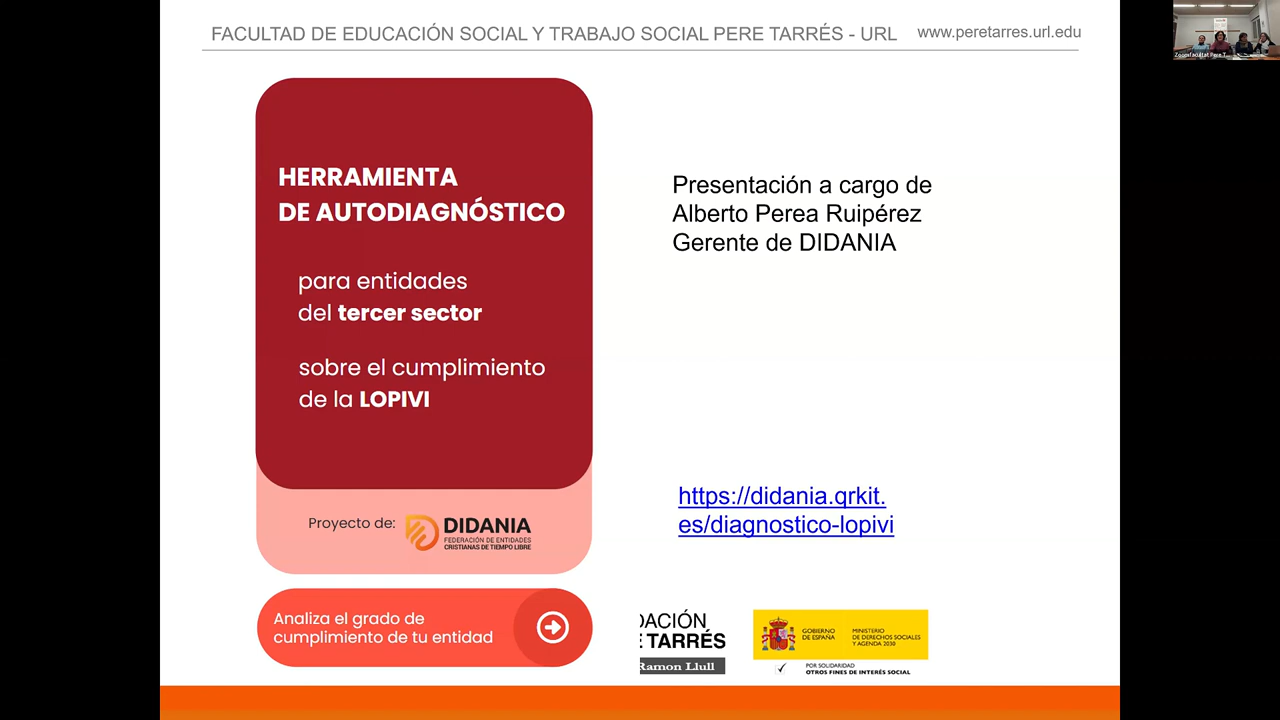 FACULTAD DE EDUCACIÓN SOCIAL Y TRABAJO SOCIAL PERE TARRÉS - URL
www.peretarres.url.edu
HERRAMIENTA
DE AUTODIAGNÓSTICO
para entidades
del tercer sector
sobre el cumplimiento
de la LOPIVI
Proyecto de:
DIDANIA
FEDERACIÓN DE ENTIDADES
CRISTIANAS DE TIEMPO LIBRE
Analiza el grado de
cumplimiento de tu entidad
Presentación a cargo de
Alberto Perea Ruipérez
Gerente de DIDANIA
https://didania.qrkit.
es/diagnostico-lopivi
DACIÓN
E TARRÉS
Ramon Llull
GOBIERNO
DE ESPAÑA
MINISTERIO
DE DERECHOS SOCIALES
Y AGENDA 2030
POR SOLIDARIDAD
OTROS FINES DE INTERÉS SOCIAL